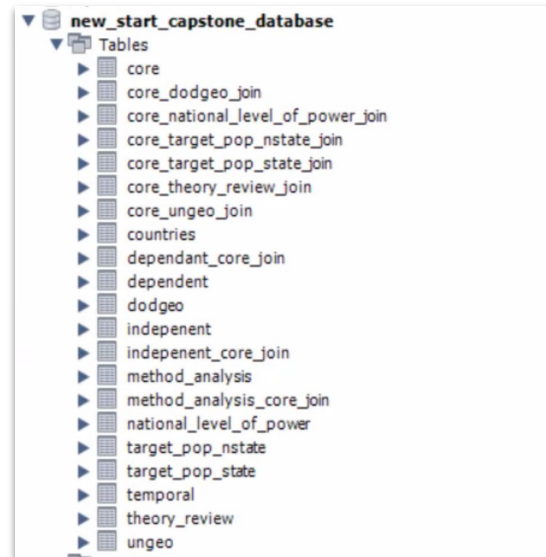 new_start_capstone_database
Tables
core
core_dodgeo_join
core_national_level_of_power_join
core_target_pop_nstate_join
core_target_pop_state_join
core_theory_review_join
core_ungeo_join
countries
dependant_core_join
dependent
dodgeo
indepenent
indepenent_core_join
method_analysis
method_analysis_core_join
national_level_of_power
target_pop_nstate
target_pop_state
temporal
theory_review
ungeo